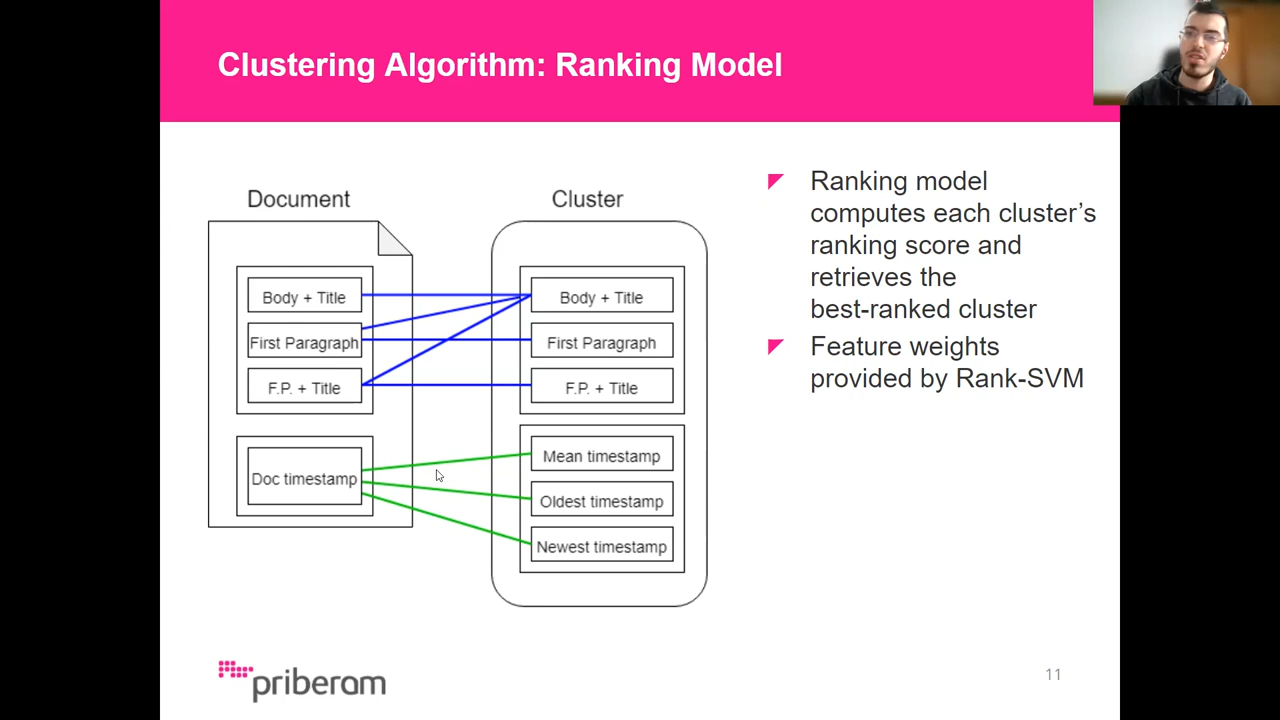 Clustering Algorithm: Ranking Model
Document
Body + Title
First Paragraph
F.P. + Title
Doc timestamp
Cluster
Body + Title
First Paragraph
F.P. + Title
Mean timestamp
Oldest timestamp
Newest timestamp
Ranking model
computes each cluster’s
ranking score and
retrieves the
best-ranked cluster
Feature weights
provided by Rank-SVM
priberam
11